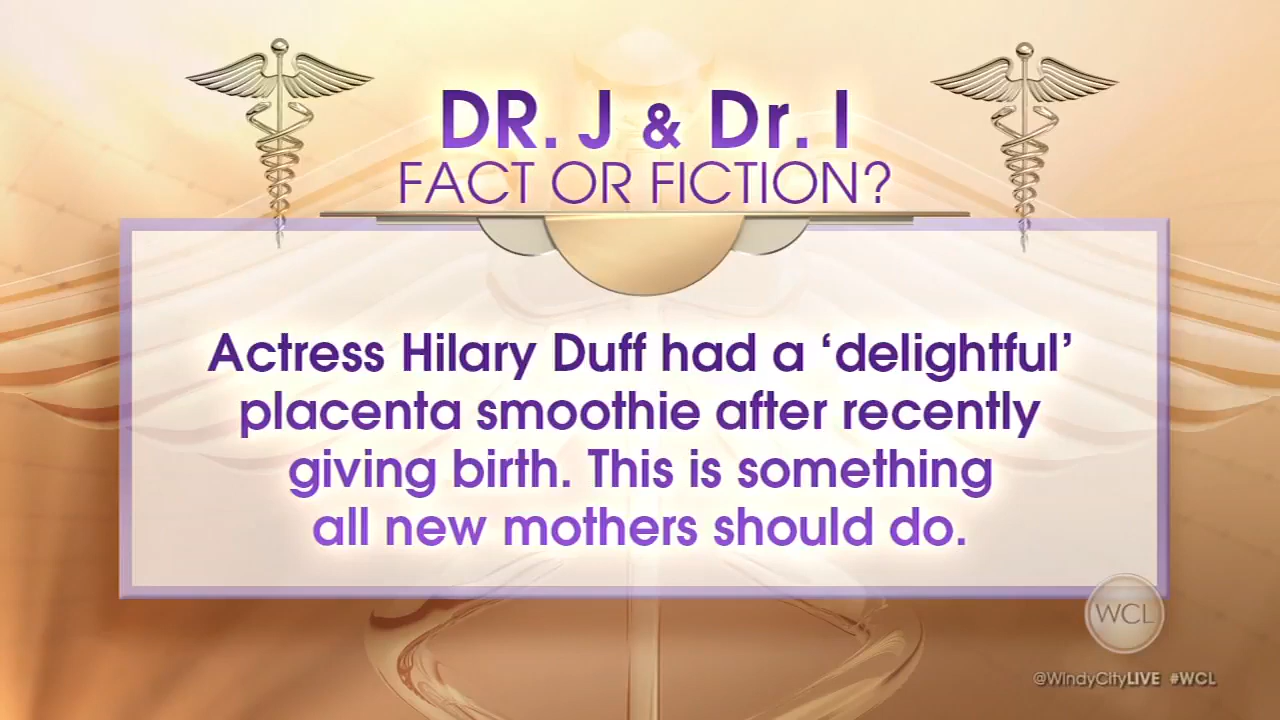 DR. J & Dr. I
FACT OR FICTION?
Actress Hilary Duff had a ‘delightful’
placenta smoothie after recently
giving birth. This is something
all new mothers should do.
WCL
@WindyCityLIVE #WCL